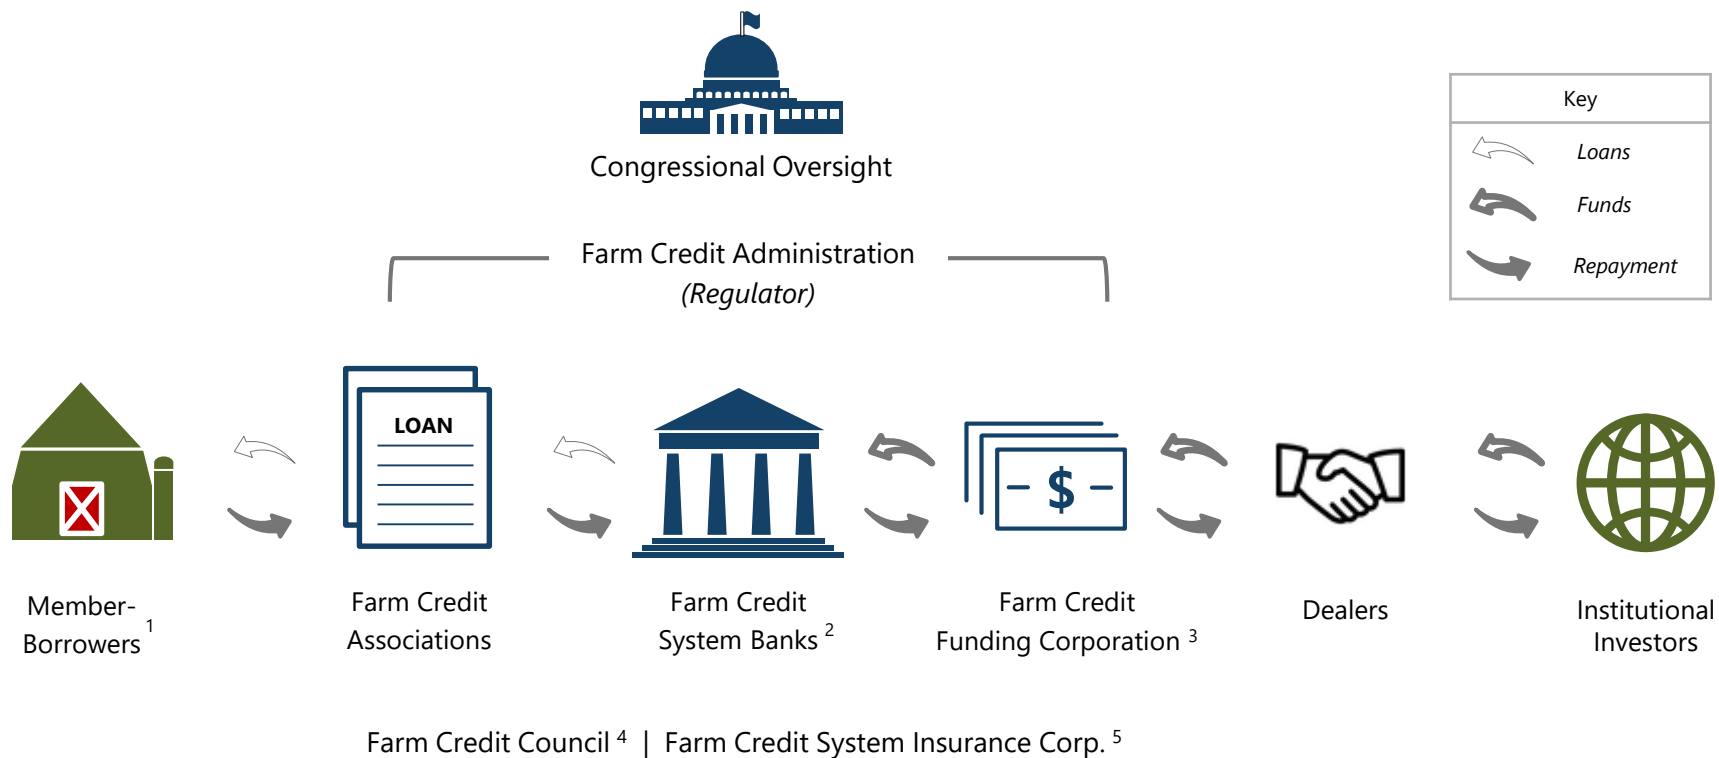 Congressional Oversight
Key
Loans
Funds
Repayment
Farm Credit Administration
(Regulator)
LOAN
$
Member-
Borrowers 1
Farm Credit
Associations
Farm Credit
System Banks 2
Farm Credit
Funding Corporation 3
Dealers
Institutional
Investors
Farm Credit Council 4 | Farm Credit System Insurance Corp. 5